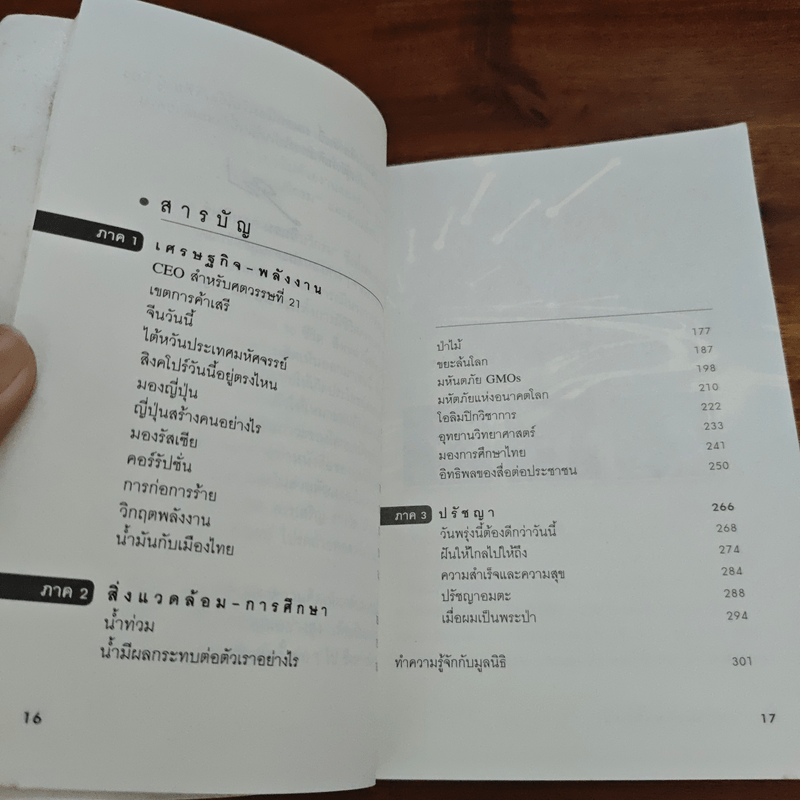 สารบัญ
ภาค 1
เศรษฐกิจ-พลังงาน
CEO สำหรับศตวรรษที่ 21
เขตการค้าเสรี
จีนวันนี้
ไต้หวันประเทศมหัศจรรย์
สิงคโปร์วันนี้อยู่ตรงไหน
มองญี่ปุ่น
ญี่ปุ่นสร้างคนอย่างไร
มองรัสเซีย
คอร์รัปชั่น
การก่อการร้าย
วิกฤตพลังงาน
น้ำมันกับเมืองไทย
ภาค 2 สิ่งแวดล้อม-การศึกษา
น้ำท่วม
น้ำมีผลกระทบต่อตัวเราอย่างไร
16
ป่าไม้ 177
ขยะล้นโลก 187
มหันตภัย GMOs 198
มหัตภัยแห่งอนาคตโลก 210
โอลิมปิกวิชาการ 222
อุทยานวิทยาศาสตร์ 233
มองการศึกษาไทย 241
อิทธิพลของสื่อต่อประชาชน 250
ภาค 3 ปรัชญา 266
วันพรุ่งนี้ต้องดีกว่าวันนี้ 268
ฝันให้ไกลไปให้ถึง 274
ความสำเร็จและความสุข 284
ปรัชญาอมตะ 288
เมื่อผมเป็นพระป่า 294
ทำความรู้จักกับมูลนิธิ 301
17